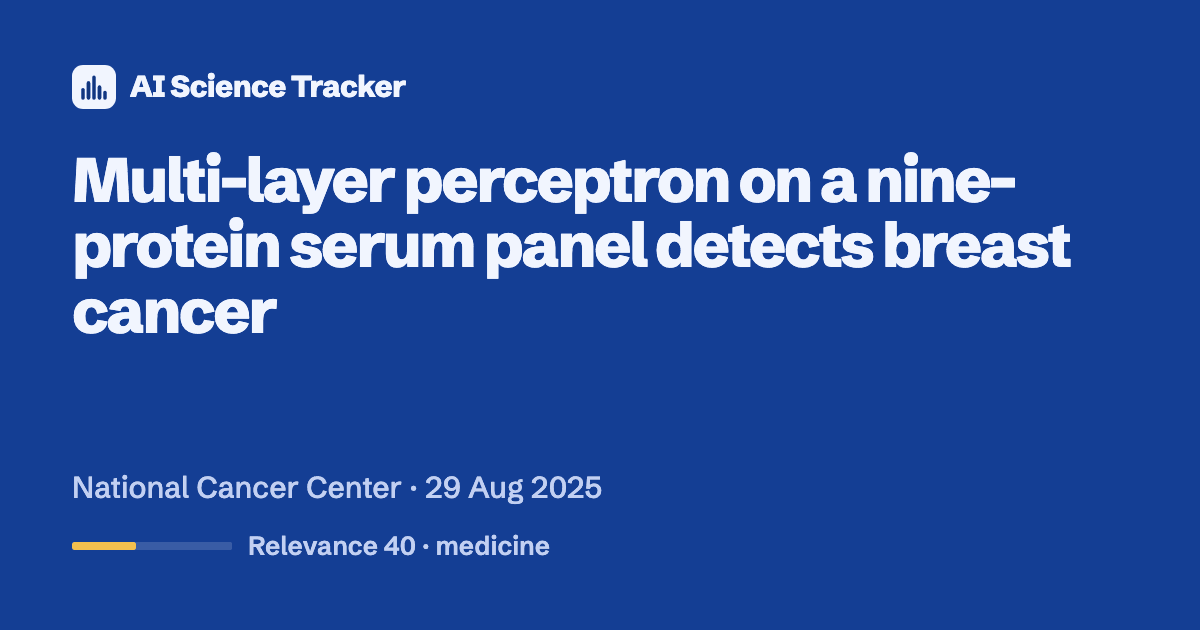 AI Science Tracker
Multi-layer perceptron on a nine-
protein serum panel detects breast
cancer
National Cancer Center · 29 Aug 2025
Relevance 40 · medicine